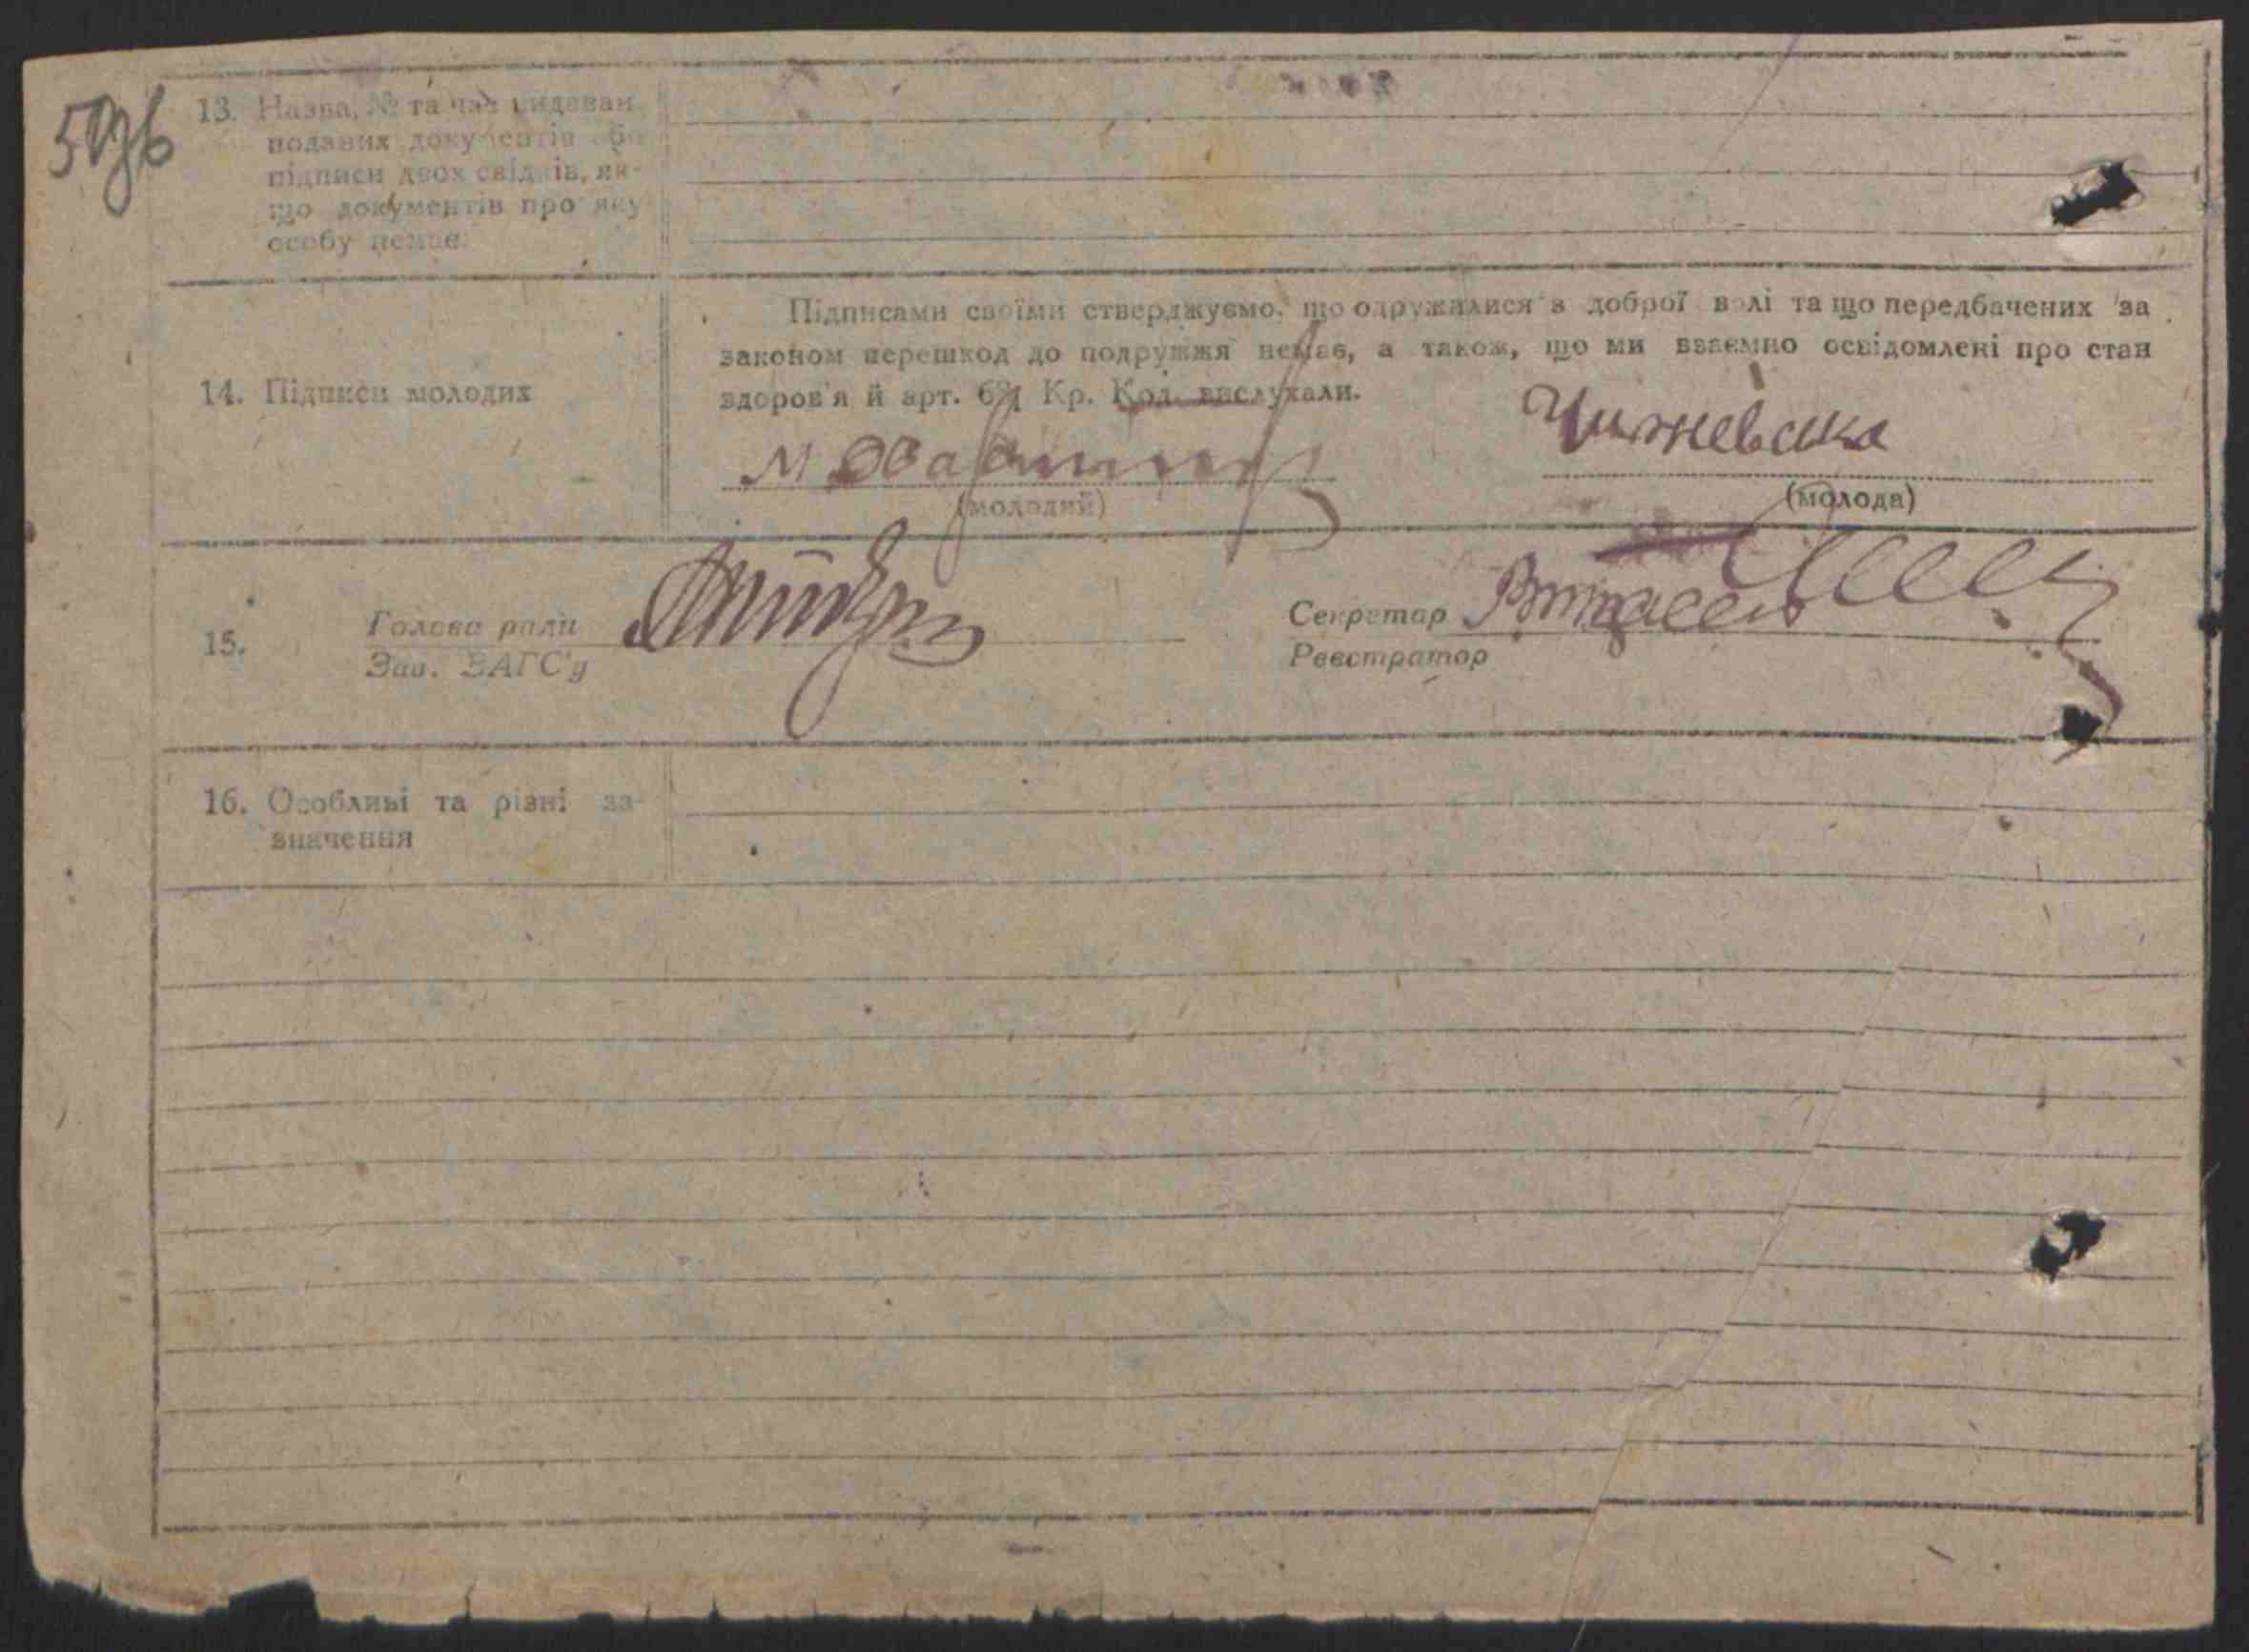 13. Назва, № та час видаван.
поданих документів або
підписи двох свідків, як-
що документів про яку
особу немає.
14. Підписи молодих
Підписами своїми стверджуємо, що одружалися з доброї волі та що передбачених за
законом перешкод до подружжя немає, а також, що ми взаємно освідомлені про стан
здоров'я й арт. Кр. Код. вислухали.
Чижневська
(молодий)
(молода)
15.
Голова ради
Зав. ЗАГС'у
Секретар
Реєстратор
16. Особливі та різні за-
значення